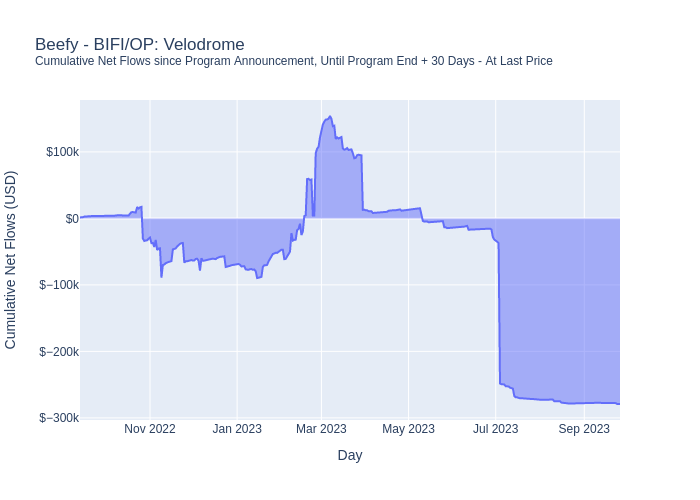 Beefy - BIFI/OP: Velodrome
Cumulative Net Flows since Program Announcement, Until Program End + 30 Days - At Last Price
Cumulative Net Flows (USD)
$100k
$0
$−100k
$−200k
$−300k
Nov 2022
Jan 2023
Mar 2023
May 2023
Jul 2023
Sep 2023
Day